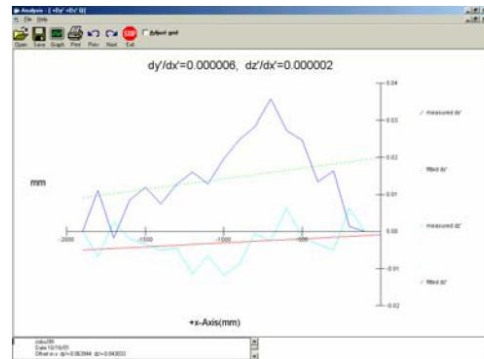 Analysis - [ +Dy' +Dz' Q]
File Help
Open Save Graph Print Prev Next Exit Adjust grid
dy'/dx'=0.000006, dz'/dx'=0.000002
0.04
0.03
0.02
0.01
0.00
-0.01
-0.02
mm
-2000 -1500 -1000 -500
measured dy'
fitted dy'
measured dz'
fitted dz'
+x-Axis(mm)